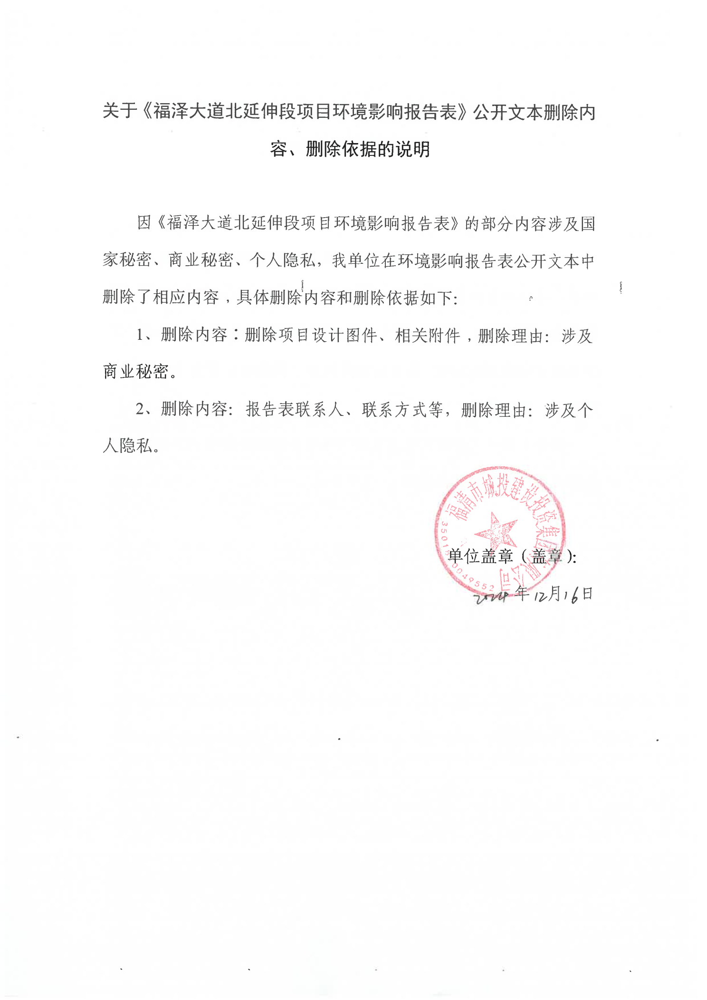 关于《福泽大道北延伸段项目环境影响报告表》公开文本删除内
容、删除依据的说明
因《福泽大道北延伸段项目环境影响报告表》的部分内容涉及国
家秘密、商业秘密、个人隐私，我单位在环境影响报告表公开文本中
删除了相应内容，具体删除内容和删除依据如下：
1、删除内容：删除项目设计图件、相关附件，删除理由：涉及
商业秘密。
2、删除内容：报告表联系人、联系方式等，删除理由：涉及个
人隐私。
福清市城投建设投资集团有限公司
单位盖章（盖章）：
2024年12月16日